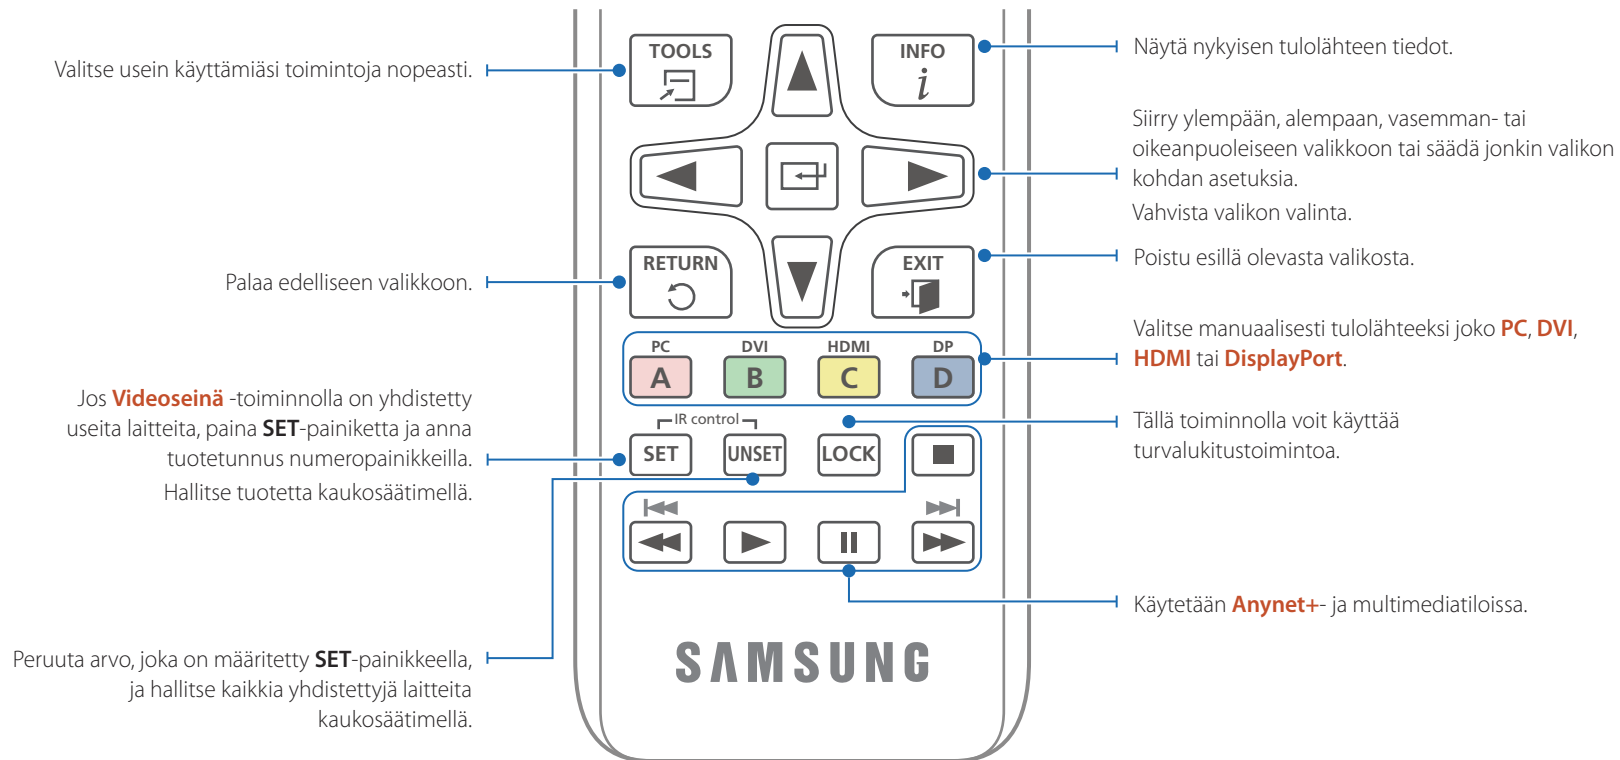 TOOLS
INFO
i
Valitse usein käyttämiäsi toimintoja nopeasti.
Näytä nykyisen tulolähteen tiedot.
Siirry ylempään, alempaan, vasemman- tai
oikeanpuoleiseen valikkoon tai säädä jonkin valikon
kohdan asetuksia.
Vahvista valikon valinta.
RETURN
EXIT
Palaa edelliseen valikkoon.
Poistu esillä olevasta valikosta.
PC DVI HDMI DP
A B C D
Valitse manuaalisesti tulolähteeksi joko PC, DVI,
HDMI tai DisplayPort.
Jos Videoseinä -toiminnolla on yhdistetty
useita laitteita, paina SET-painiketta ja anna
tuotetunnus numeropainikkeilla.
Hallitse tuotetta kaukosäätimellä.
IR control
SET UNSET LOCK
Tällä toiminnolla voit käyttää
turvalukitustoimintoa.
Käytetään Anynet+- ja multimediatiloissa.
Peruuta arvo, joka on määritetty SET-painikkeella,
ja hallitse kaikkia yhdistettyjä laitteita
kaukosäätimellä.
SAMSUNG